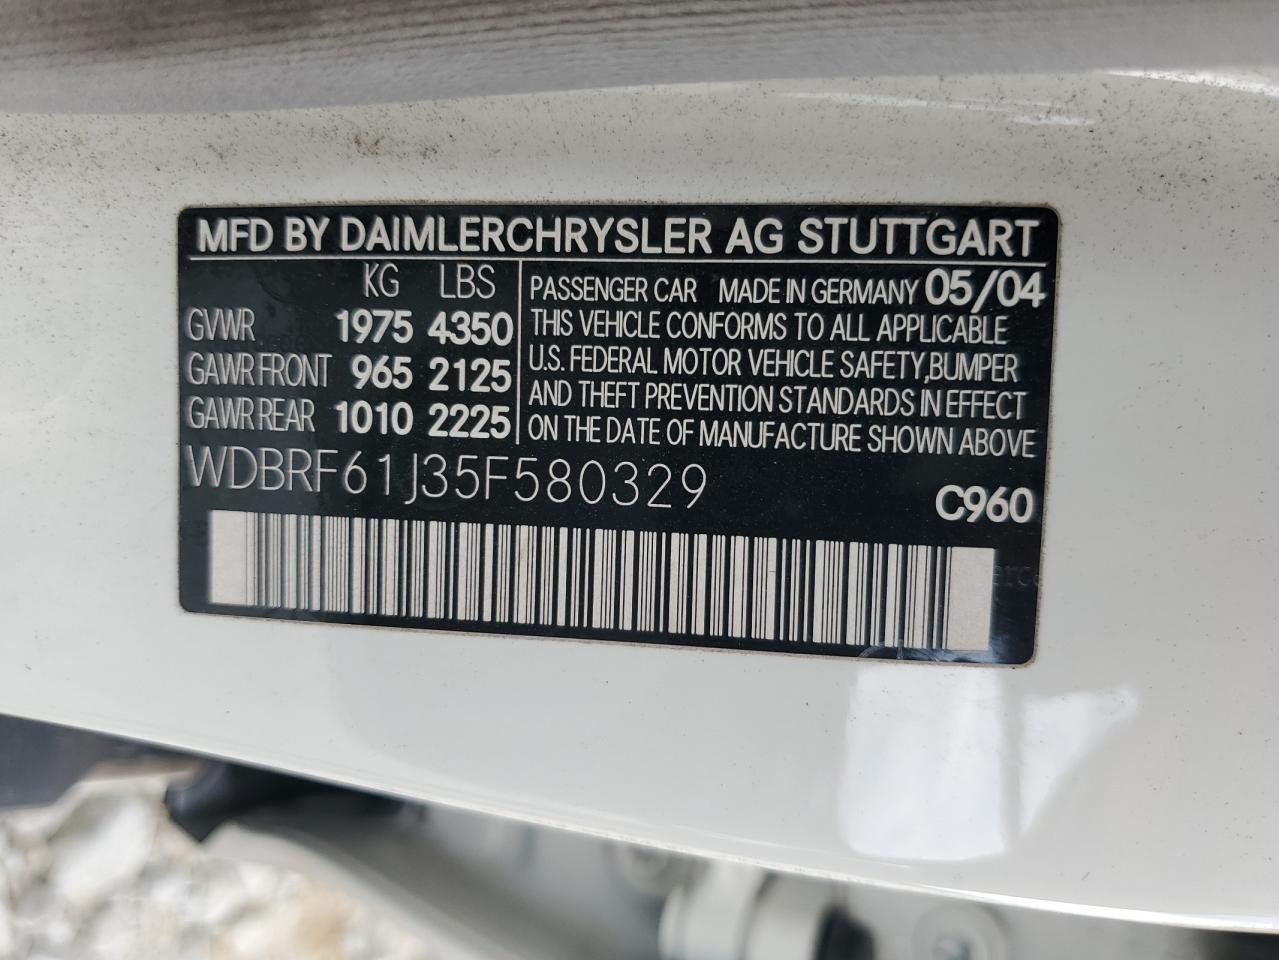 MFD BY DAIMLERCHRYSLER AG STUTTGART
KG LBS
GVWR 1975 4350
GAWR FRONT 965 2125
GAWR REAR 1010 2225
PASSENGER CAR MADE IN GERMANY 05/04
THIS VEHICLE CONFORMS TO ALL APPLICABLE
U.S. FEDERAL MOTOR VEHICLE SAFETY,BUMPER
AND THEFT PREVENTION STANDARDS IN EFFECT
ON THE DATE OF MANUFACTURE SHOWN ABOVE
WDBRF61J35F580329
C960